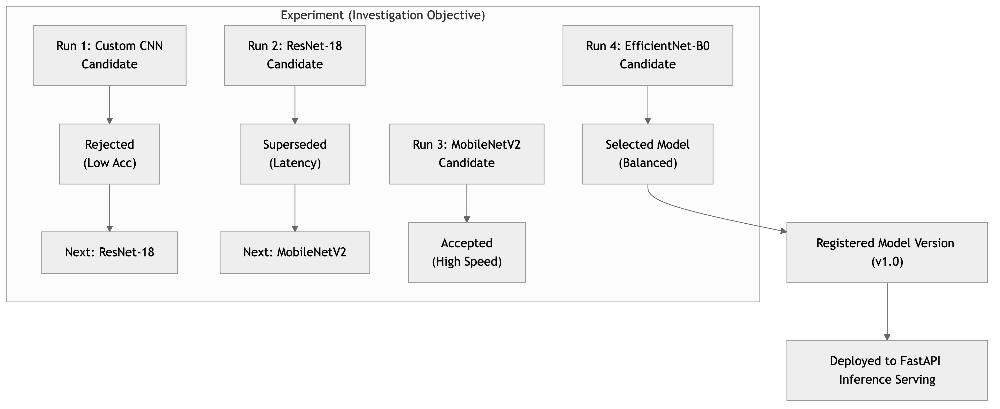 Experiment (Investigation Objective)
Run 1: Custom CNN
Candidate
Run 2: ResNet-18
Candidate
Run 4: EfficientNet-B0
Candidate
Rejected
(Low Acc)
Superseded
(Latency)
Run 3: MobileNetV2
Candidate
Selected Model
(Balanced)
Next: ResNet-18
Next: MobileNetV2
Accepted
(High Speed)
Registered Model Version
(v1.0)
Deployed to FastAPI
Inference Serving